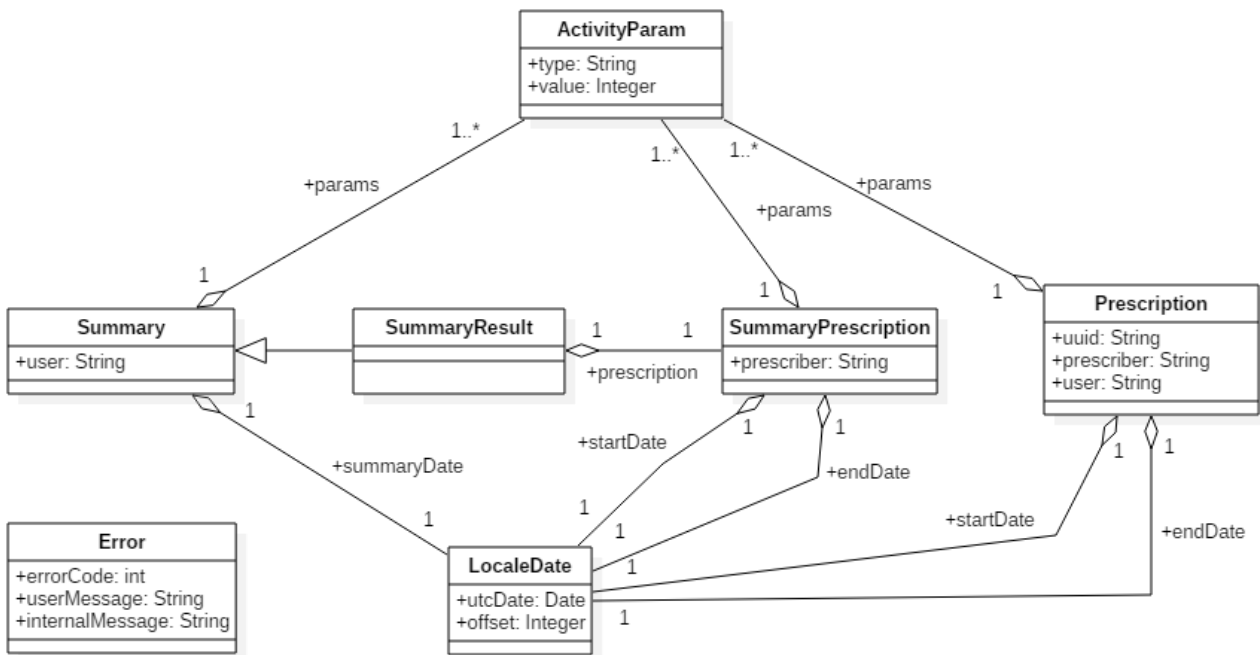 ActivityParam
+type: String
+value: Integer
1..*
1..*
1..*
+params
+params
+params
1
1
1
Summary
+user: String
SummaryResult
1
1
+prescription
SummaryPrescription
+prescriber: String
Prescription
+uuid: String
+prescriber: String
+user: String
1
1
1
1
1
+startDate
+summaryDate
+endDate
1
1
1
+startDate
+endDate
Error
+errorCode: int
+userMessage: String
+internalMessage: String
LocaleDate
+utcDate: Date
+offset: Integer
1
1